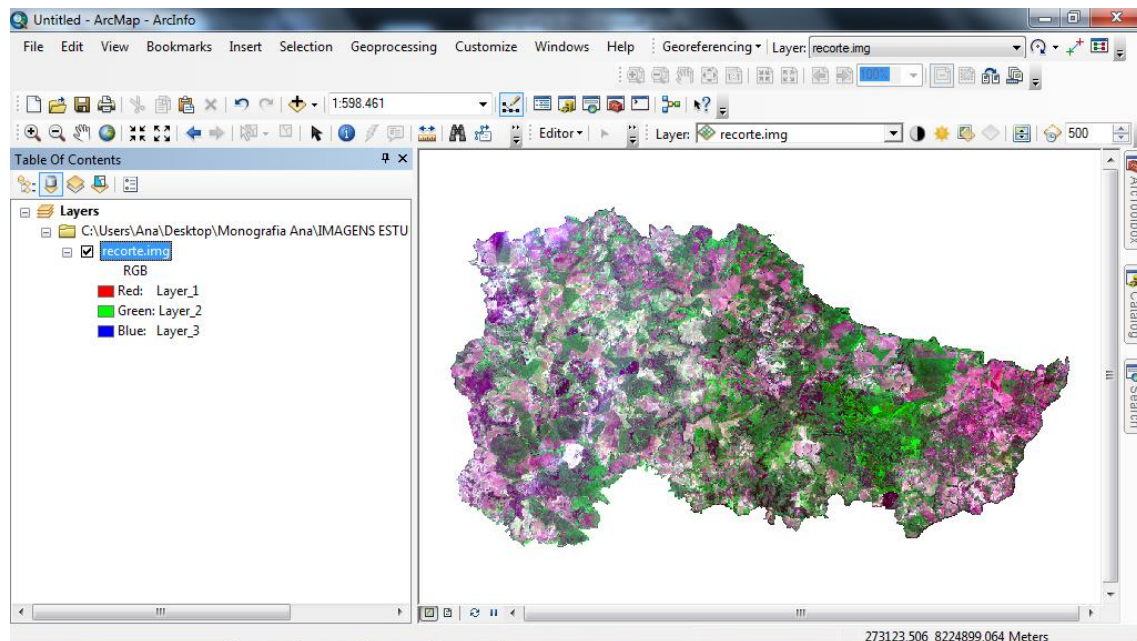 Untitled - ArcMap - ArcInfo
File Edit View Bookmarks Insert Selection Geoprocessing Customize Windows Help Georeferencing Layer: recorte.img
100%
1:598.461
Editor Layer: recorte.img 500
Table Of Contents
Layers
C:\Users\Ana\Desktop\Monografia Ana\IMAGENS ESTU
recorte.img
RGB
Red: Layer_1
Green: Layer_2
Blue: Layer_3
ArcToolbox
Catalog
Search
273123,506 8224899,064 Meters